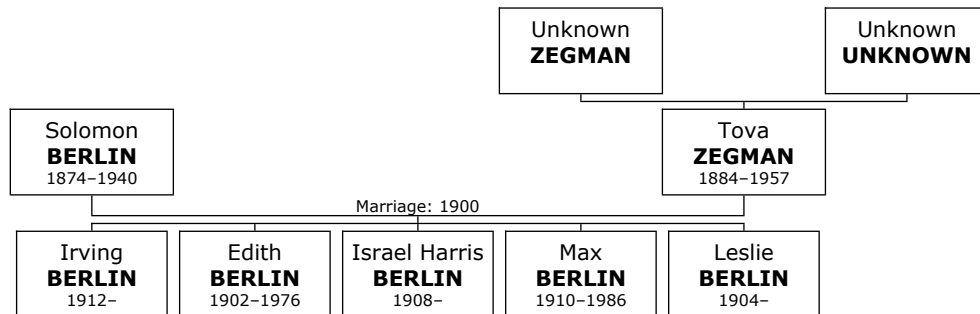 Unknown
ZEGMAN
Unknown
UNKNOWN
Solomon
BERLIN
1874–1940
Tova
ZEGMAN
1884–1957
Marriage: 1900
Irving
BERLIN
1912–
Edith
BERLIN
1902–1976
Israel Harris
BERLIN
1908–
Max
BERLIN
1910–1986
Leslie
BERLIN
1904–